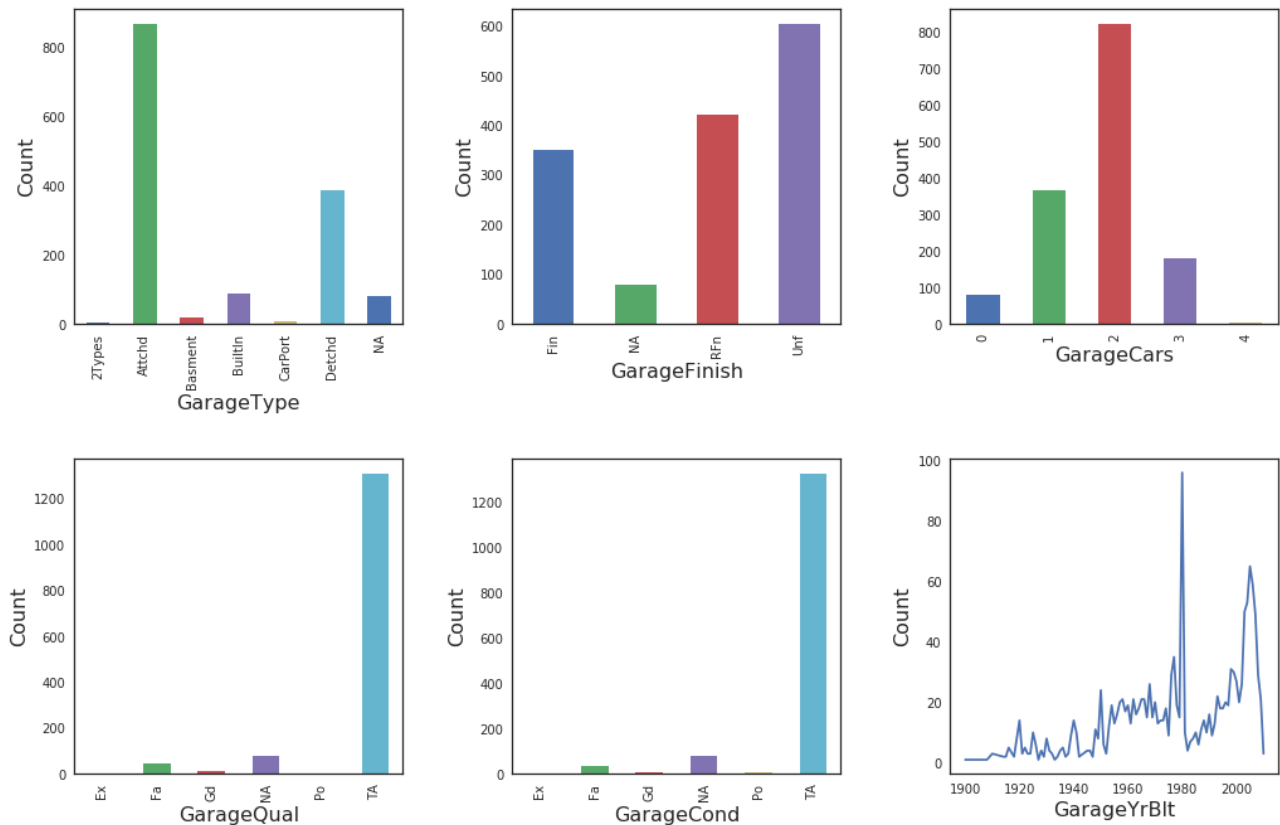 Count
800
600
400
200
0
2Types
Attchd
Basment
BuiltIn
CarPort
Detchd
NA
GarageType
Count
600
500
400
300
200
100
0
Fin
NA
RFn
Unf
GarageFinish
Count
800
700
600
500
400
300
200
100
0
0
1
2
3
4
GarageCars
Count
1200
1000
800
600
400
200
0
Ex
Fa
Gd
NA
Po
TA
GarageQual
Count
1200
1000
800
600
400
200
0
Ex
Fa
Gd
NA
Po
TA
GarageCond
Count
100
80
60
40
20
0
1900
1920
1940
1960
1980
2000
GarageYrBlt